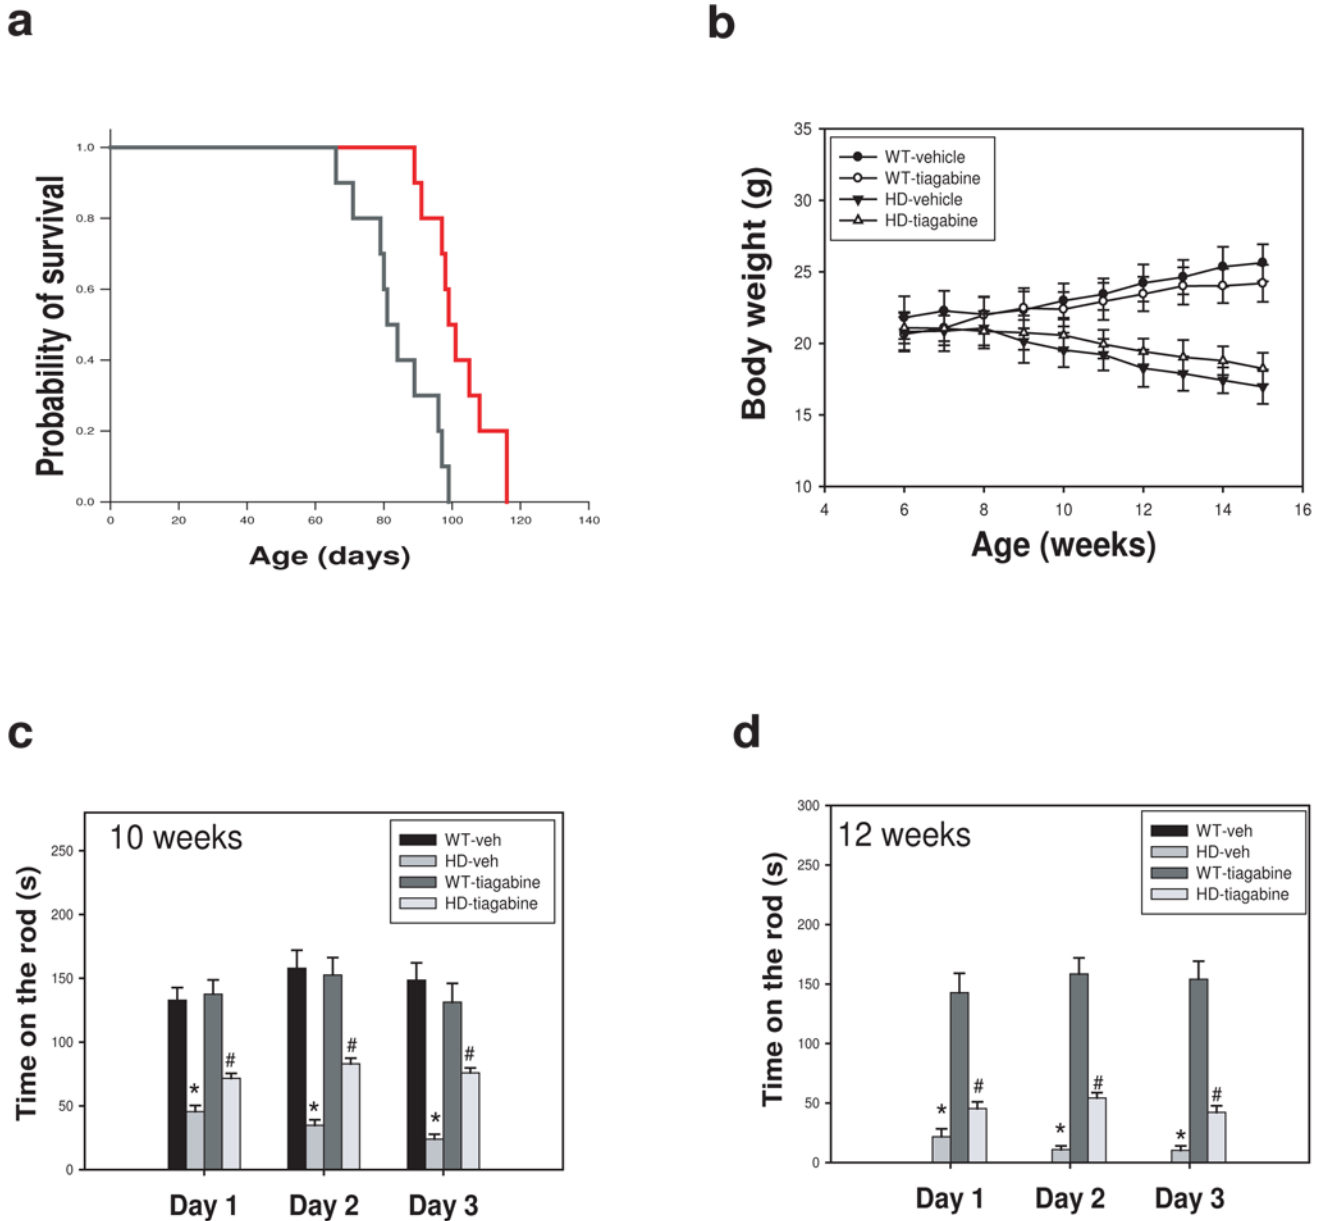 a
1.0
0.8
0.6
0.4
0.2
0.0
0
20
40
60
80
100
120
140
Probability of survival
Age (days)
b
35
30
25
20
15
10
4
6
8
10
12
14
16
WT-vehicle
WT-tiagabine
HD-vehicle
HD-tiagabine
Body weight (g)
Age (weeks)
c
10 weeks
WT-veh
HD-veh
WT-tiagabine
HD-tiagabine
250
200
150
100
50
0
Time on the rod (s)
*
#
*
#
*
#
Day 1
Day 2
Day 3
d
12 weeks
WT-veh
HD-veh
WT-tiagabine
HD-tiagabine
300
250
200
150
100
50
0
Time on the rod (s)
*
#
*
#
*
#
Day 1
Day 2
Day 3